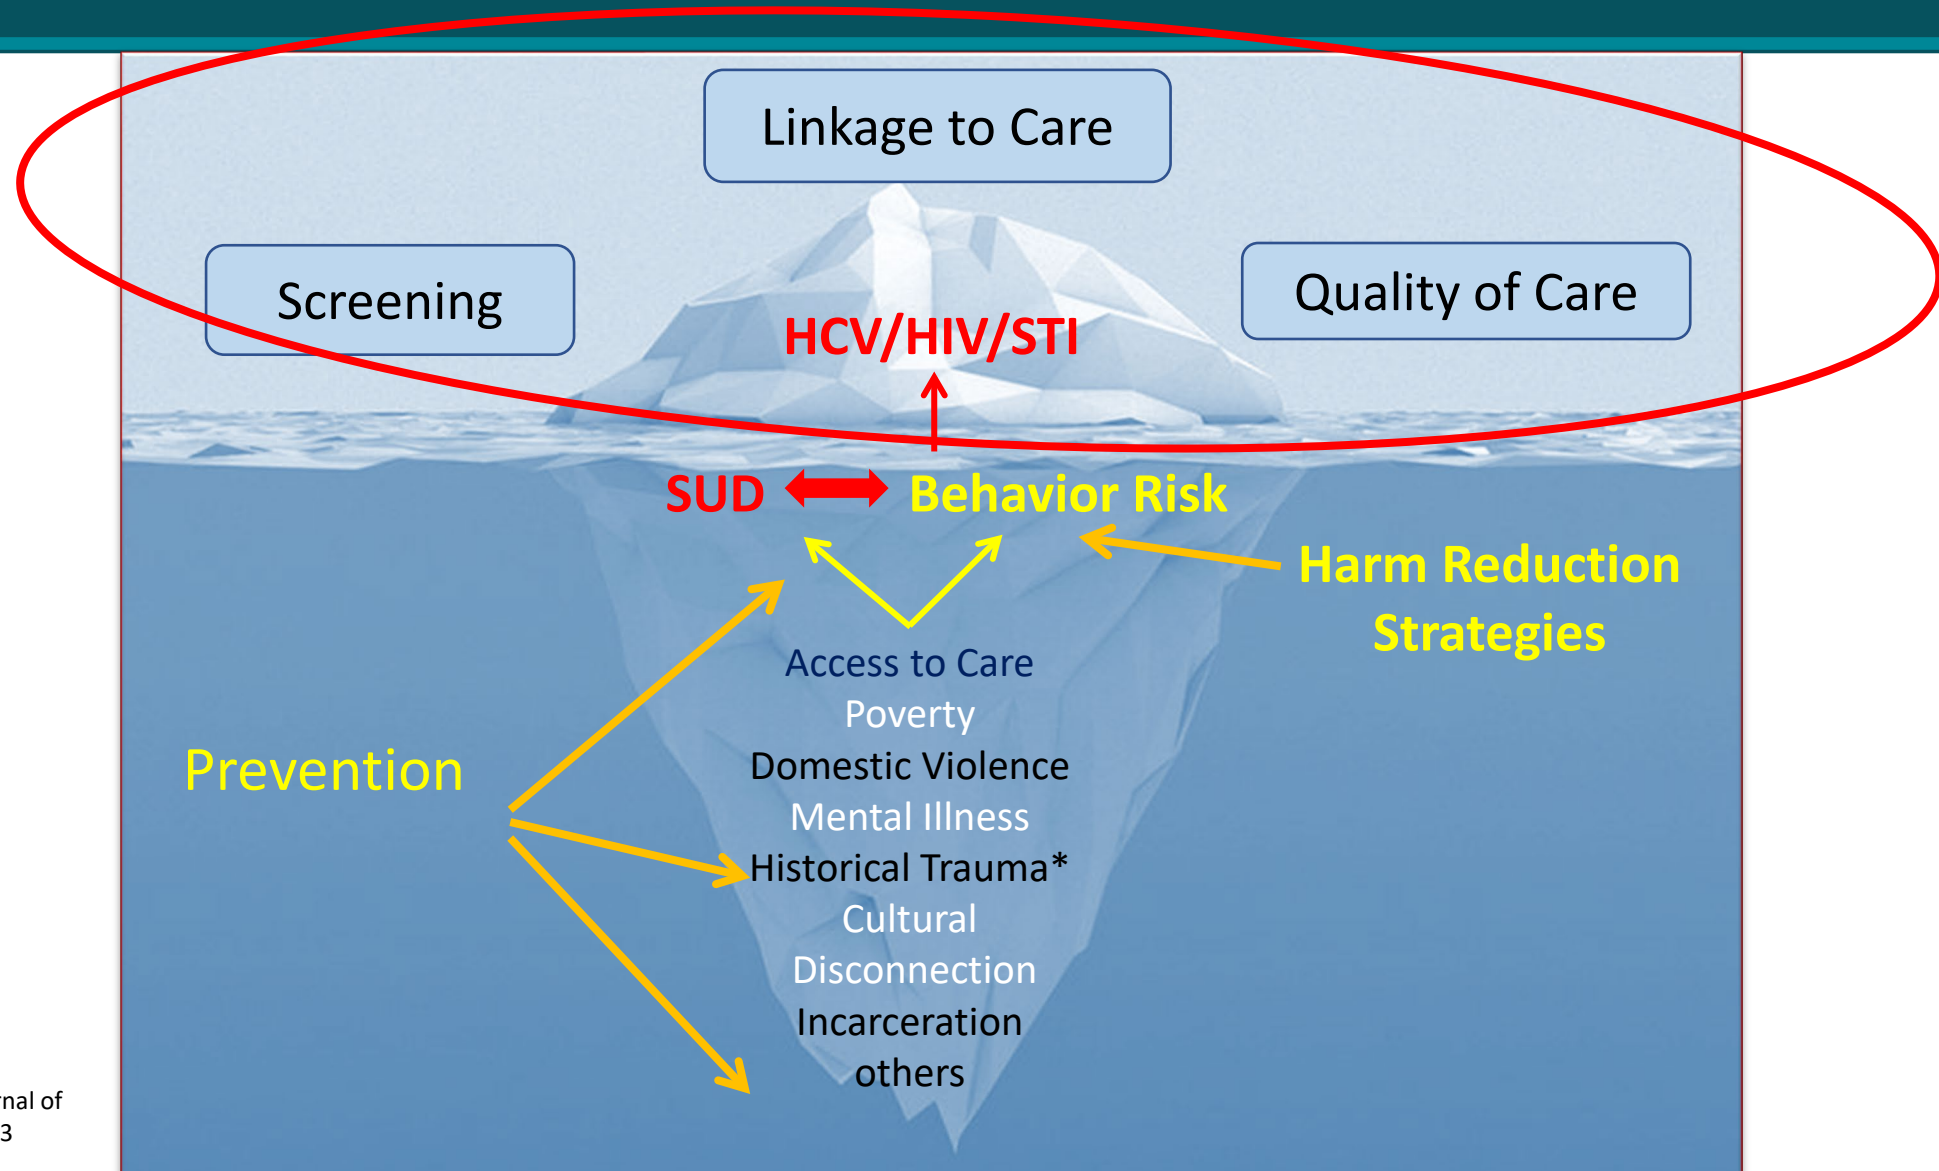 Linkage to Care
Screening
Quality of Care
HCV/HIV/STI
SUD
Behavior Risk
Harm Reduction
Strategies
Access to Care
Poverty
Prevention
Domestic Violence
Mental Illness
Historical Trauma*
Cultural
Disconnection
Incarceration
others
of
3